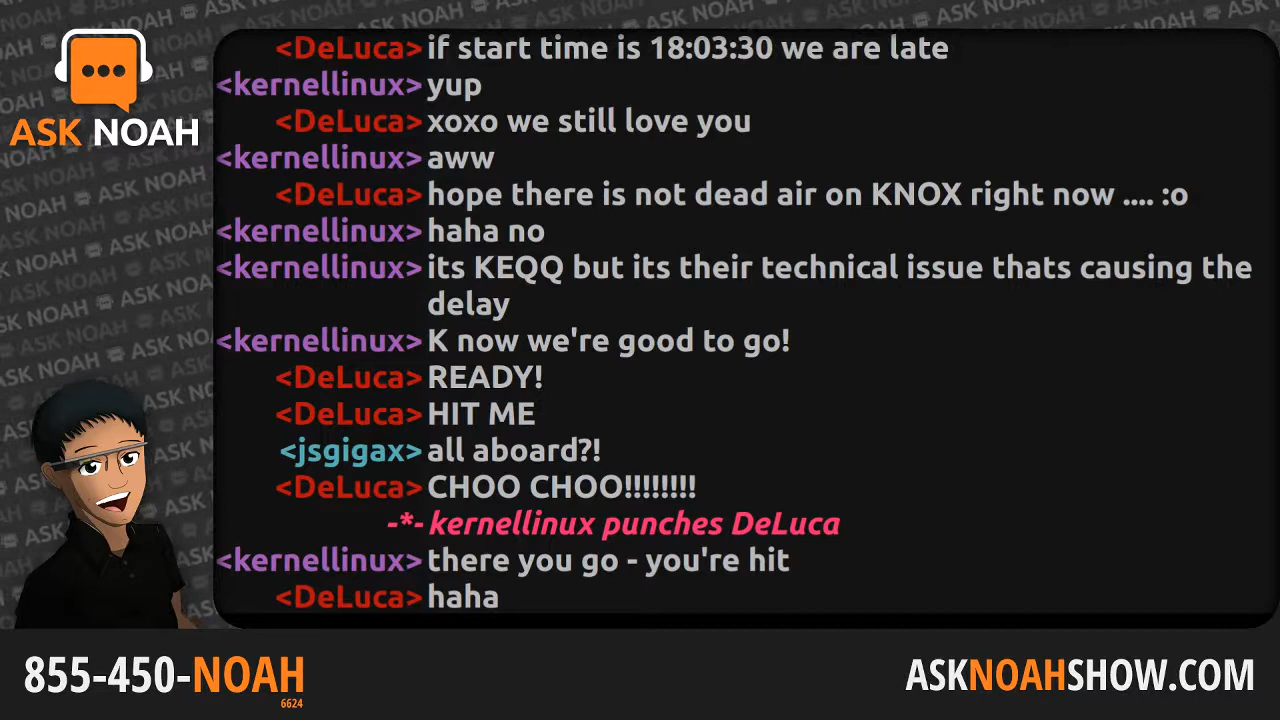 ASK NOAH
<DeLuca> if start time is 18:03:30 we are late
<kernellinux> yup
<DeLuca> xoxo we still love you
<kernellinux> aww
<DeLuca> hope there is not dead air on KNOX right now .... :o
<kernellinux> haha no
<kernellinux> its KEQQ but its their technical issue thats causing the
delay
<kernellinux> K now we're good to go!
<DeLuca> READY!
<DeLuca> HIT ME
<jsgigax> all aboard?!
<DeLuca> CHOO CHOO!!!!!!!!
-*- kernellinux punches DeLuca
<kernellinux> there you go - you're hit
<DeLuca> haha
855-450-NOAH
6624
ASKNOAHSHOW.COM